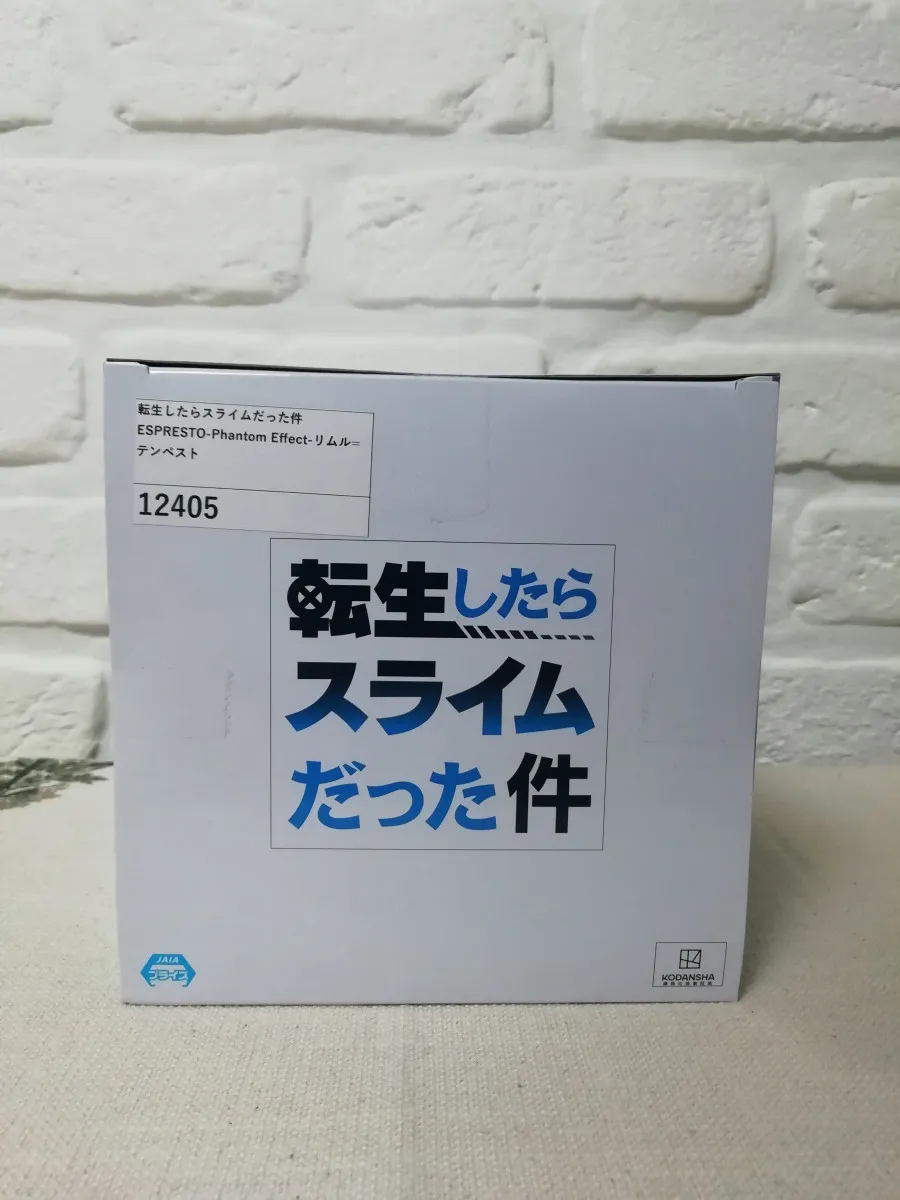 転生したらスライムだった件
ESPRESTO-Phantom Effect-リムル=
テンペスト
12405
転生したら
スライム
だった件
JAIA
プライズ
KODANSHA